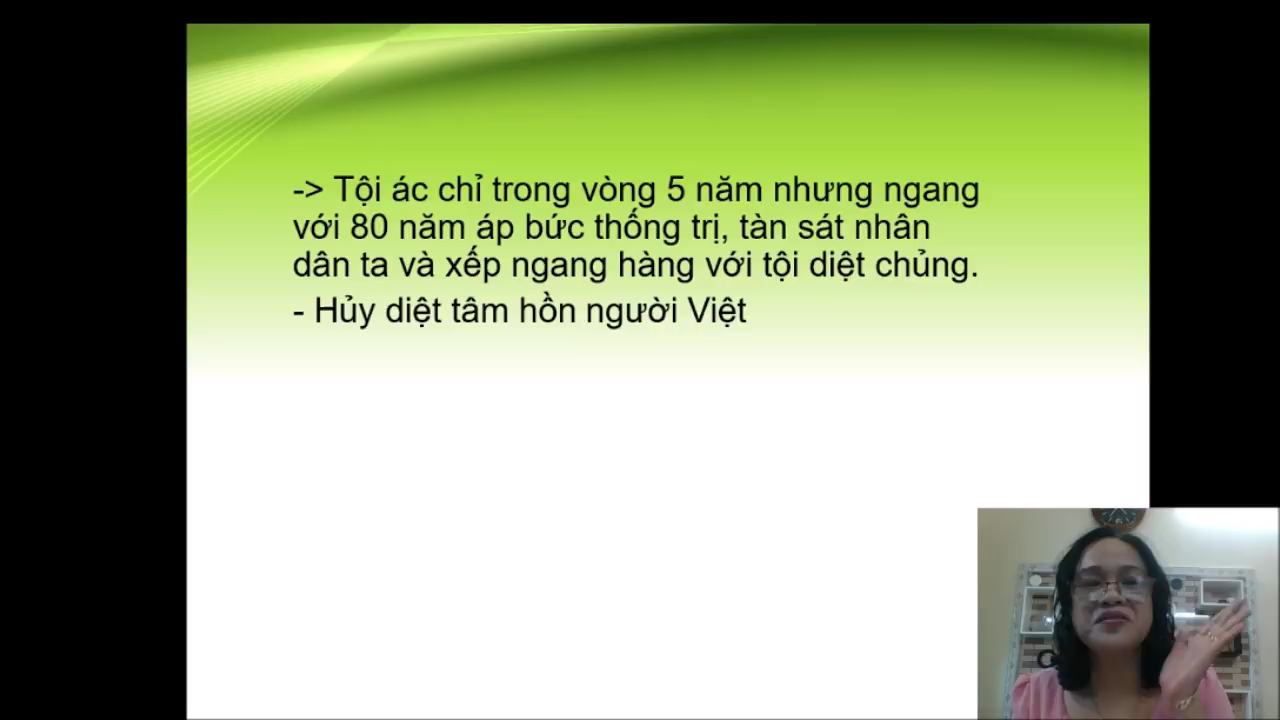 -> Tội ác chỉ trong vòng 5 năm nhưng ngang
với 80 năm áp bức thống trị, tàn sát nhân
dân ta và xếp ngang hàng với tội diệt chủng.
- Hủy diệt tâm hồn người Việt